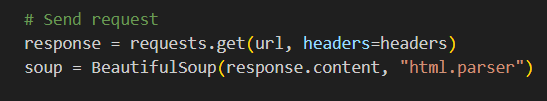 # Send request
response = requests.get(url, headers=headers)
soup = BeautifulSoup(response.content, "html.parser")